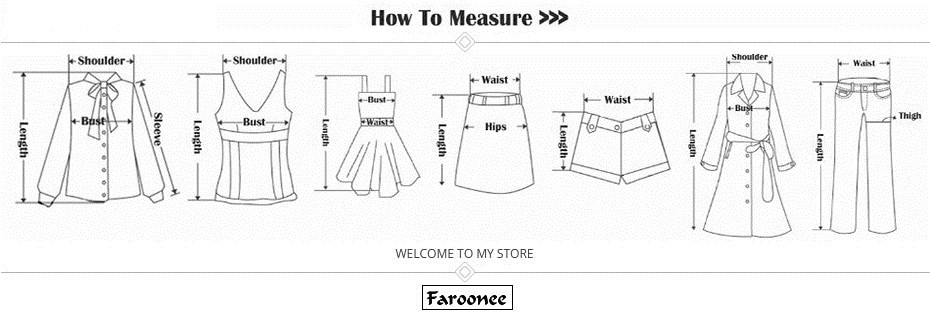 How To Measure >>>
Shoulder
Length
Bust
Sleeve
Shoulder
Length
Bust
Length
Bust
Waist
Waist
Length
Hips
Waist
Length
Shoulder
Length
Bust
Waist
Length
Thigh
WELCOME TO MY STORE
Faroonee